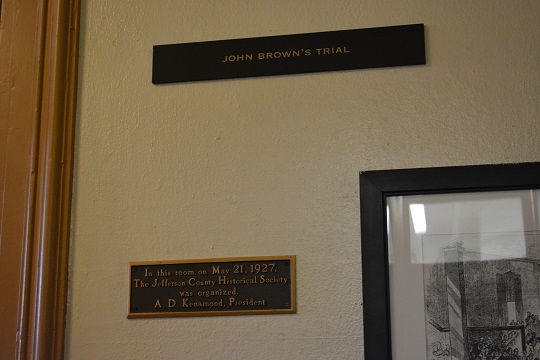 JOHN BROWN'S TRIAL
In this room on May 21, 1927,
The Jefferson County Historical Society
was organized.
A D Kenamond, President